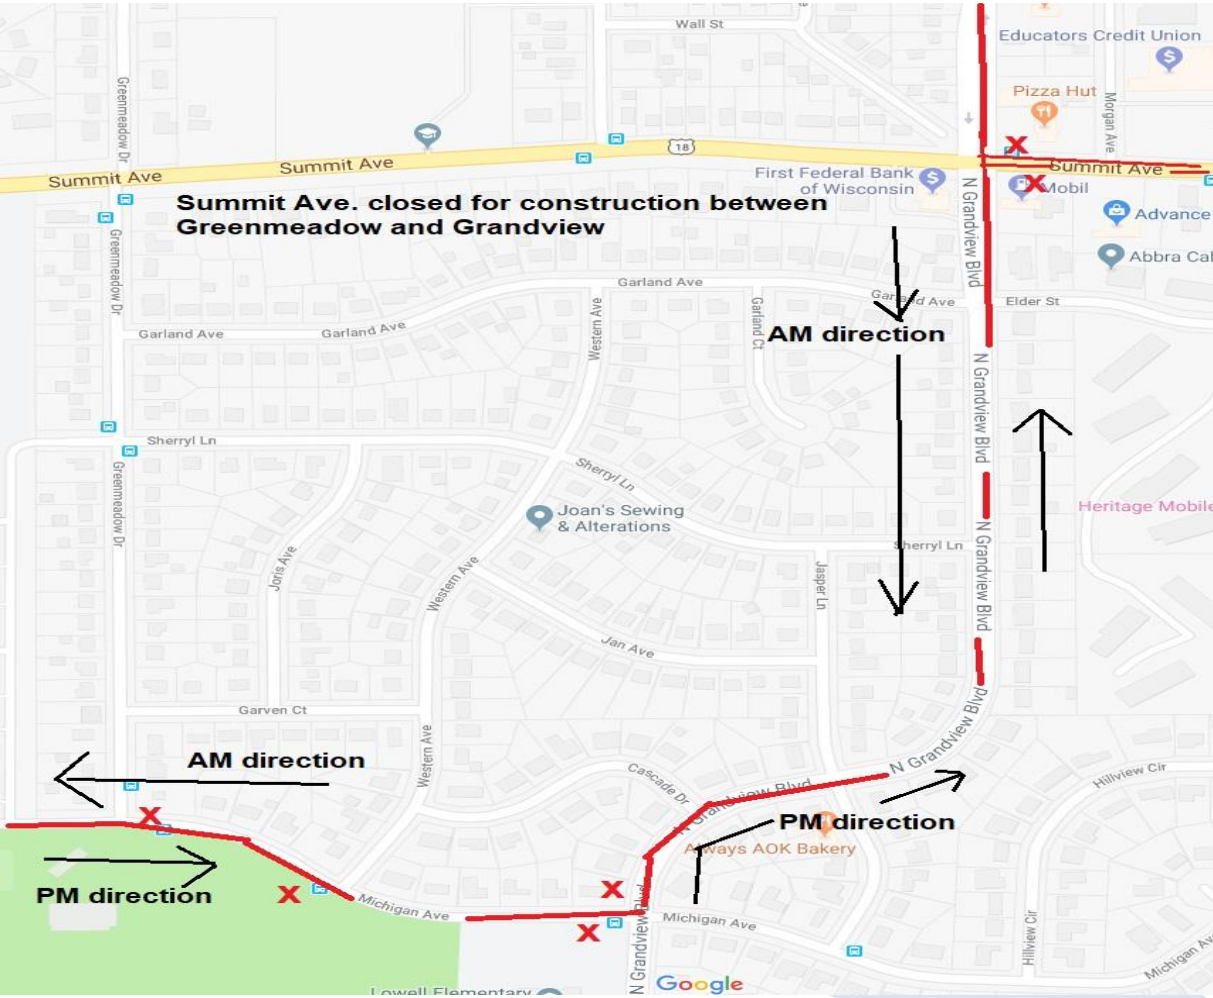 Wall St
Educators Credit Union
Pizza Hut
Greenmeadow Dr
Morgan Ave
18
Summit Ave
Summit Ave
Summit Ave
First Federal Bank
of Wisconsin
X
X
Mobil
Summit Ave. closed for construction between
Greenmeadow and Grandview
Advance
Greenmeadow Dr
N Grandview Blvd
Abbra Cal
Garland Ave
Garland Ave
Elder St
Garland Ave
Garland Ave
Western Ave
Garland Ct
AM direction
N Grandview Blvd
Sherryl Ln
Greenmeadow Dr
Sherryl Ln
Joan's Sewing
& Alterations
Heritage Mobile
Sherryl Ln
N Grandview Blvd
Joris Ave
Western Ave
Jasper Ln
Jan Ave
Garven Ct
N Grandview Blvd
Western Ave
AM direction
Cascade Dr
Hillview Cir
N Grandview Blvd
X
PM direction
Always AOK Bakery
PM direction
X
X
X
Michigan Ave
Michigan Ave
N Grandview Blvd
Hillview Cir
Michigan Av
Google
Lowell Elementary